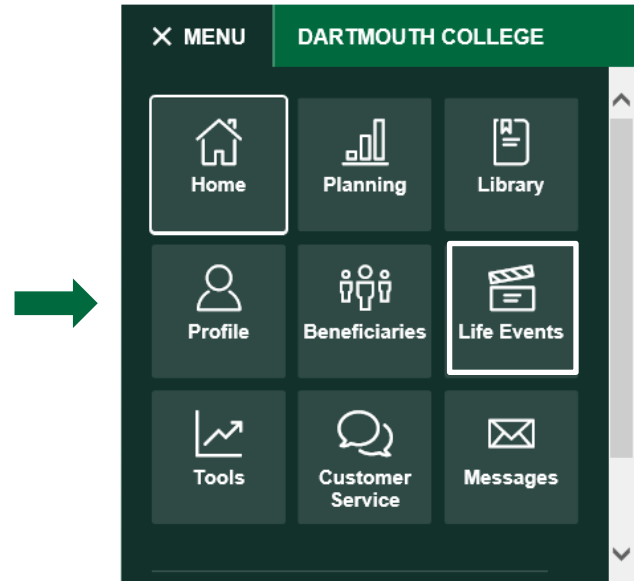 × MENU DARTMOUTH COLLEGE
Home Planning Library
Profile Beneficiaries Life Events
Tools Customer Service Messages